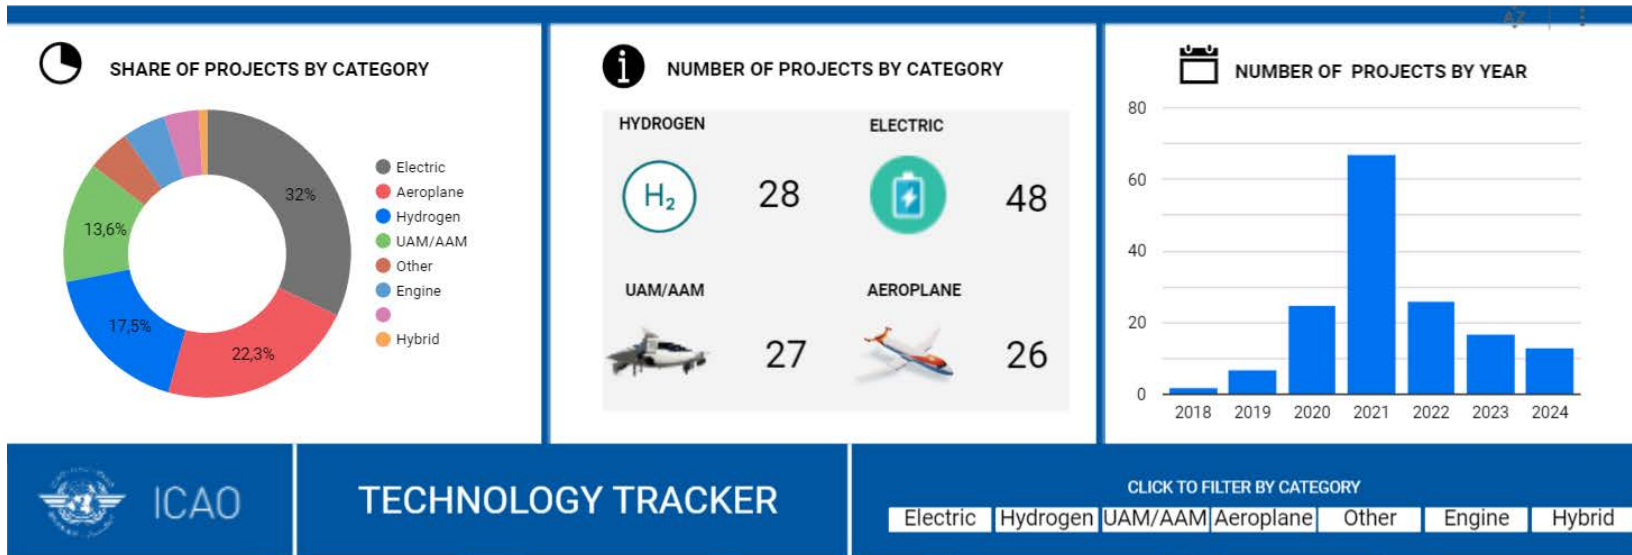 SHARE OF PROJECTS BY CATEGORY
32%
22,3%
17,5%
13,6%
Electric
Aeroplane
Hydrogen
UAM/AAM
Other
Engine
Hybrid
NUMBER OF PROJECTS BY CATEGORY
HYDROGEN
H₂
28
ELECTRIC
48
UAM/AAM
27
AEROPLANE
26
NUMBER OF PROJECTS BY YEAR
80
60
40
20
0
2018 2019 2020 2021 2022 2023 2024
ICAO
TECHNOLOGY TRACKER
CLICK TO FILTER BY CATEGORY
Electric Hydrogen UAM/AAM Aeroplane Other Engine Hybrid